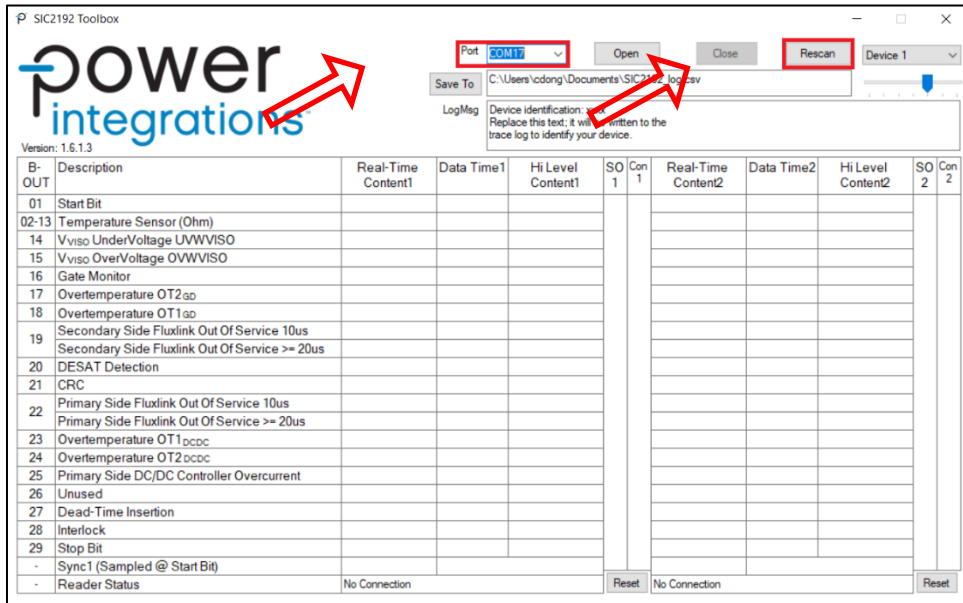 SIC2192 Toolbox
power
integrations™
Version: 1.6.1.3
Port COM17 Open Close Rescan Device 1
Save To C:\Users\cdong\Documents\SIC2192_log.csv
LogMsg Device identification: xxxx
Replace this text; it will be written to the
trace log to identify your device.
B-OUT Description Real-Time Content1 Data Time1 Hi Level Content1 SO 1 Con 1 Real-Time Content2 Data Time2 Hi Level Content2 SO 2 Con 2
01 Start Bit
02-13 Temperature Sensor (Ohm)
14 VVISO UnderVoltage UVWVISO
15 VVISO OverVoltage OVWVISO
16 Gate Monitor
17 Overtemperature OT2GD
18 Overtemperature OT1GD
19 Secondary Side Fluxlink Out Of Service 10us
Secondary Side Fluxlink Out Of Service >= 20us
20 DESAT Detection
21 CRC
22 Primary Side Fluxlink Out Of Service 10us
Primary Side Fluxlink Out Of Service >= 20us
23 Overtemperature OT1DCDC
24 Overtemperature OT2DCDC
25 Primary Side DC/DC Controller Overcurrent
26 Unused
27 Dead-Time Insertion
28 Interlock
29 Stop Bit
- Sync1 (Sampled @ Start Bit)
- Reader Status No Connection Reset No Connection Reset